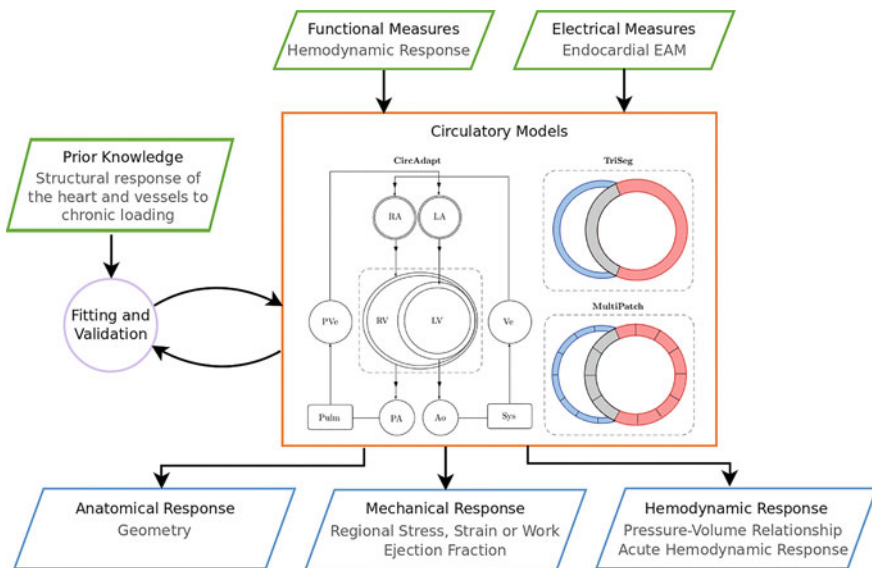 Functional Measures
Hemodynamic Response
Electrical Measures
Endocardial EAM
Prior Knowledge
Structural response of
the heart and vessels to
chronic loading
Fitting and
Validation
Circulatory Models
CircAdapt
RA
LA
PVe
RV
LV
Ve
Pulm
PA
Ao
Sys
TriSeg
MultiPatch
Anatomical Response
Geometry
Mechanical Response
Regional Stress, Strain or Work
Ejection Fraction
Hemodynamic Response
Pressure-Volume Relationship
Acute Hemodynamic Response